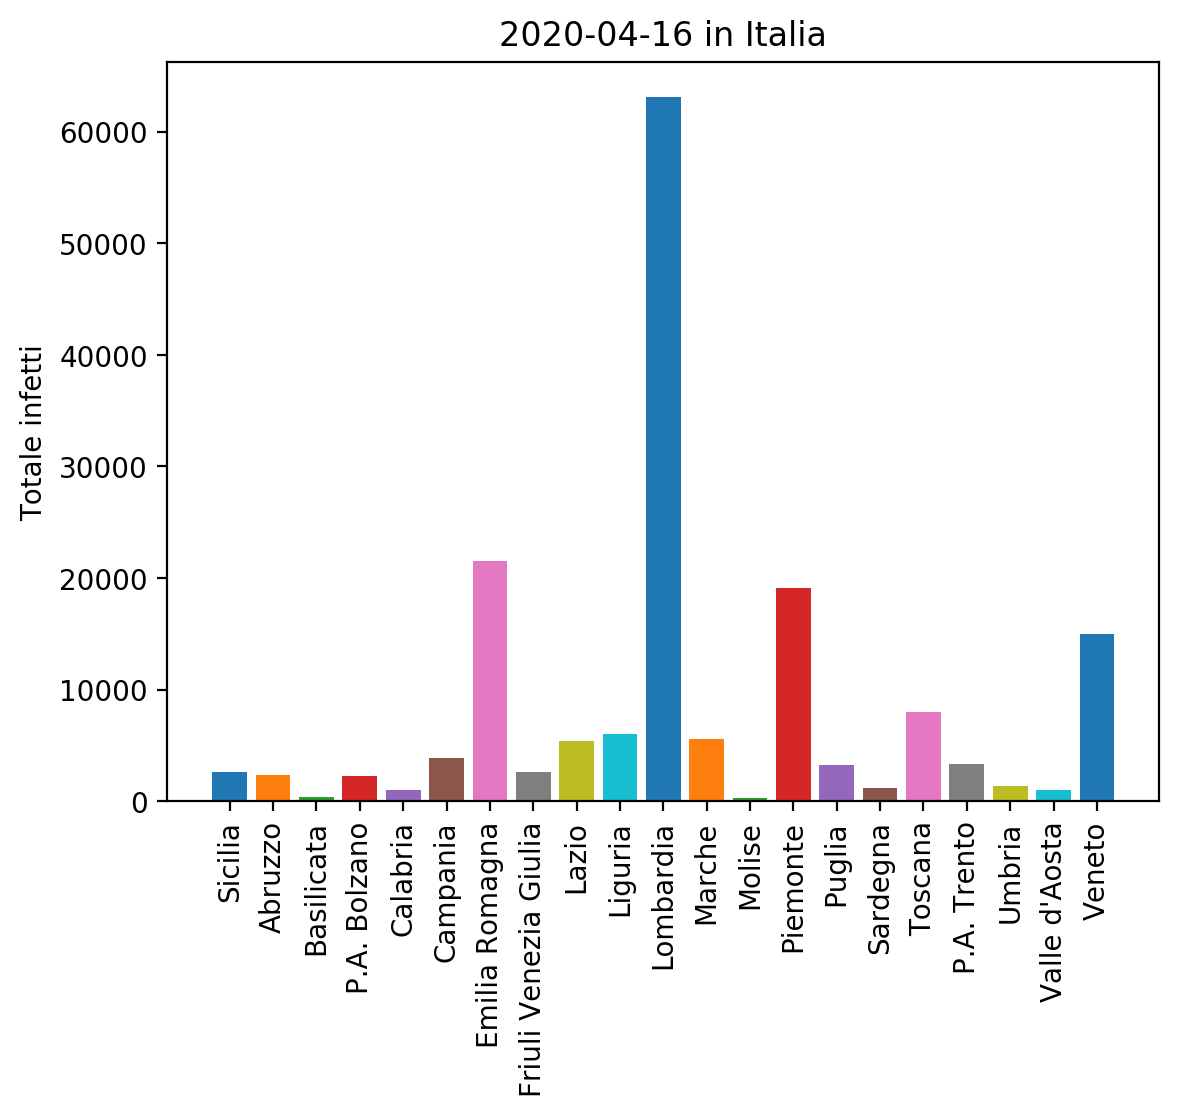 2020-04-16 in Italia
Totale infetti
60000
50000
40000
30000
20000
10000
0
Sicilia
Abruzzo
Basilicata
P.A. Bolzano
Calabria
Campania
Emilia Romagna
Friuli Venezia Giulia
Lazio
Liguria
Lombardia
Marche
Molise
Piemonte
Puglia
Sardegna
Toscana
P.A. Trento
Umbria
Valle d'Aosta
Veneto